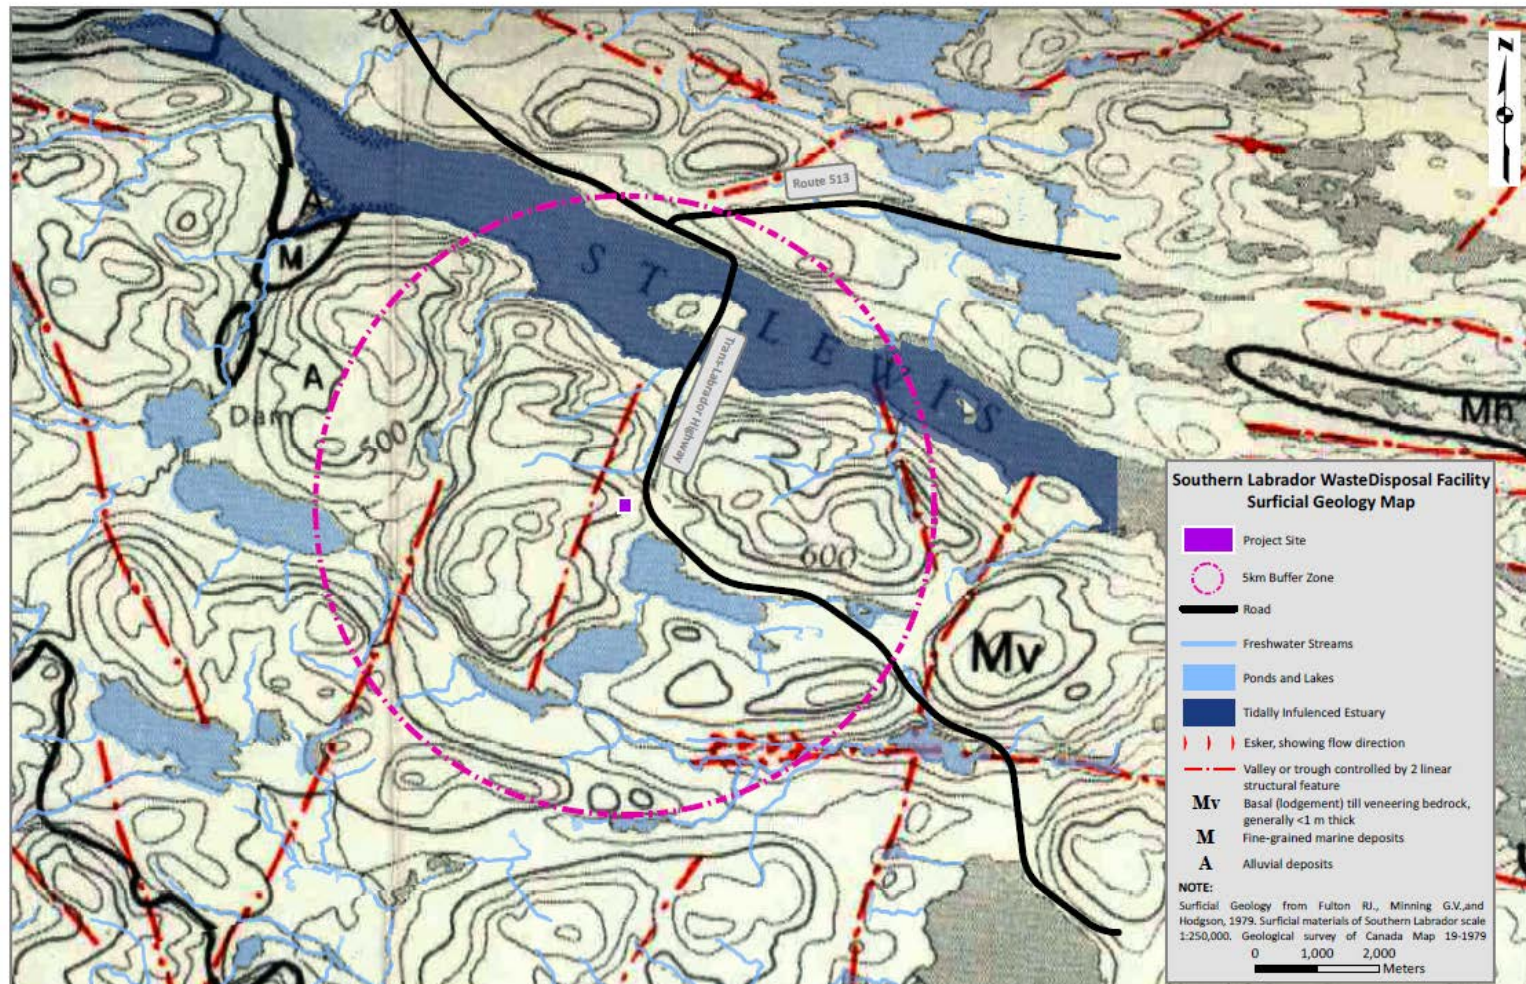 200
N
Route 513
A
M
ST LEWIS
Trans-Labrador Highway
A
Dam
500
Mh
600
Mv
Southern Labrador WasteDisposal Facility
Surficial Geology Map
Project Site
5km Buffer Zone
Road
Freshwater Streams
Ponds and Lakes
Tidally Infulenced Estuary
Esker, showing flow direction
Valley or trough controlled by 2 linear
structural feature
Mv Basal (lodgement) till veneering bedrock,
generally <1 m thick
M Fine-grained marine deposits
A Alluvial deposits
NOTE:
Surficial Geology from Fulton RJ., Minning G.V.,and
Hodgson, 1979. Surficial materials of Southern Labrador scale
1:250,000. Geological survey of Canada Map 19-1979
0 1,000 2,000
Meters